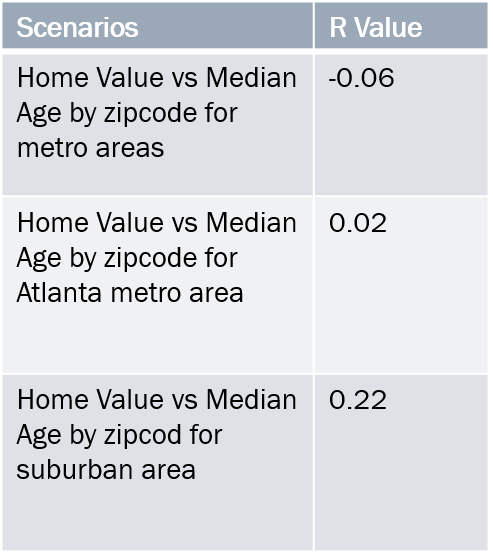 Scenarios R Value
Home Value vs Median -0.06
Age by zipcode for
metro areas
Home Value vs Median 0.02
Age by zipcode for
Atlanta metro area
Home Value vs Median 0.22
Age by zipcod for
suburban area